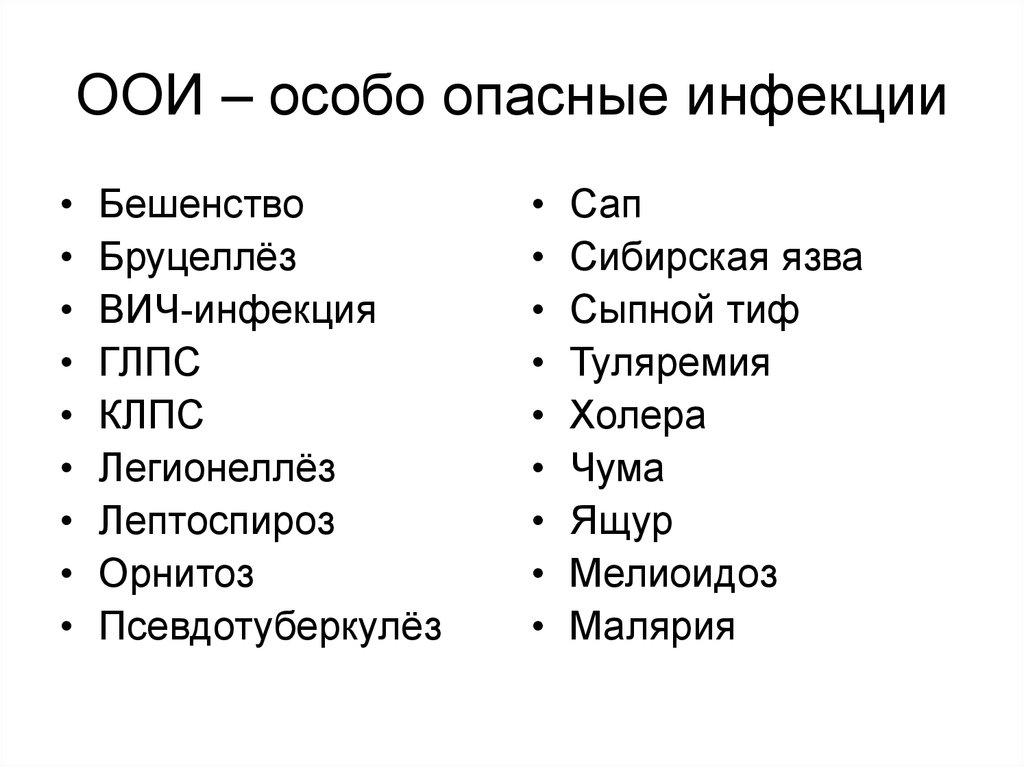 ООИ – особо опасные инфекции
• Бешенство
• Бруцеллёз
• ВИЧ-инфекция
• ГЛПС
• КЛПС
• Легионеллёз
• Лептоспироз
• Орнитоз
• Псевдотуберкулёз
• Сап
• Сибирская язва
• Сыпной тиф
• Туляремия
• Холера
• Чума
• Ящур
• Мелиоидоз
• Малярия